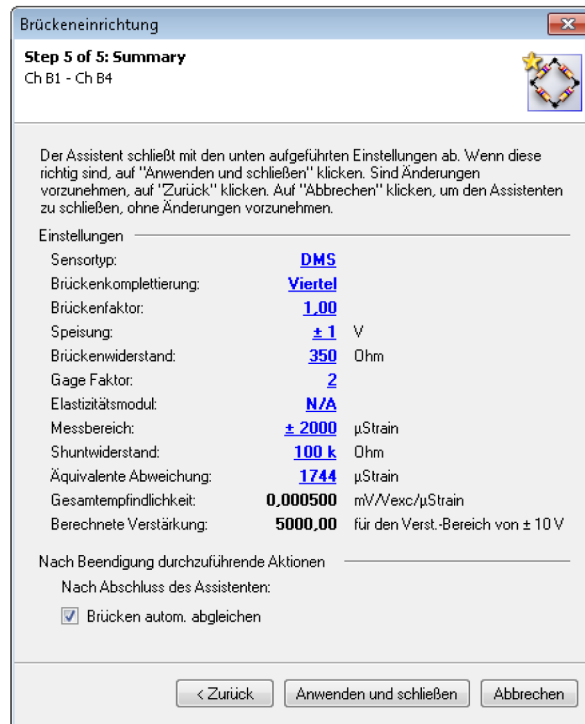 Brückeneinrichtung
Step 5 of 5: Summary
Ch B1 - Ch B4
Der Assistent schließt mit den unten aufgeführten Einstellungen ab. Wenn diese
richtig sind, auf "Anwenden und schließen" klicken. Sind Änderungen
vorzunehmen, auf "Zurück" klicken. Auf "Abbrechen" klicken, um den Assistenten
zu schließen, ohne Änderungen vorzunehmen.
Einstellungen
Sensortyp: DMS
Brückenkomplettierung: Viertel
Brückenfaktor: 1,00
Speisung: ± 1 V
Brückenwiderstand: 350 Ohm
Gage Faktor: 2
Elastizitätsmodul: N/A
Messbereich: ± 2000 µStrain
Shuntwiderstand: 100 k Ohm
Äquivalente Abweichung: 1744 µStrain
Gesamtempfindlichkeit: 0,000500 mV/Vexc/µStrain
Berechnete Verstärkung: 5000,00 für den Verst.-Bereich von ± 10 V
Nach Beendigung durchzuführende Aktionen
Nach Abschluss des Assistenten:
Brücken autom. abgleichen
< Zurück Anwenden und schließen Abbrechen